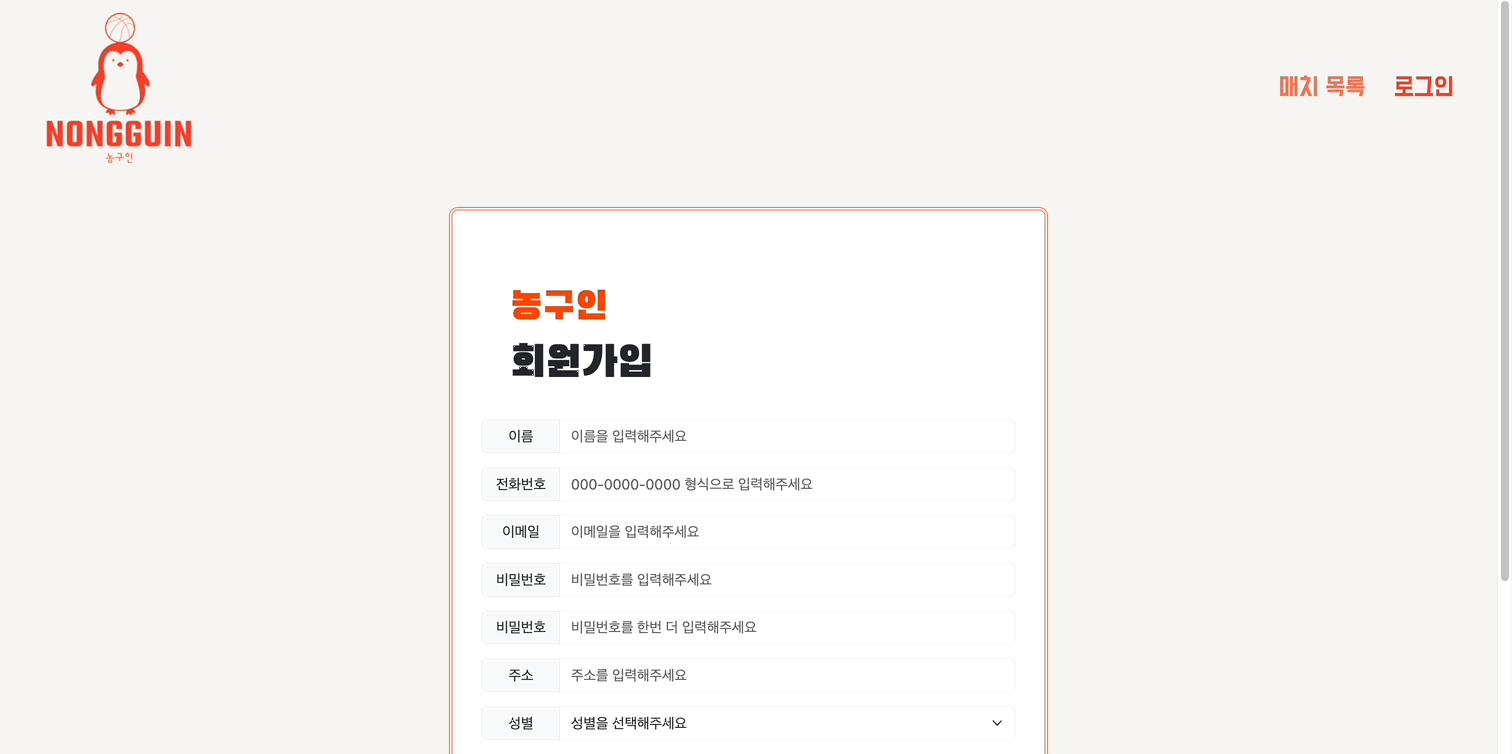 NONGGUIN
농구인
매치 목록 로그인
농구인
회원가입
이름 이름을 입력해주세요
전화번호 000-0000-0000 형식으로 입력해주세요
이메일 이메일을 입력해주세요
비밀번호 비밀번호를 입력해주세요
비밀번호 비밀번호를 한번 더 입력해주세요
주소 주소를 입력해주세요
성별 성별을 선택해주세요